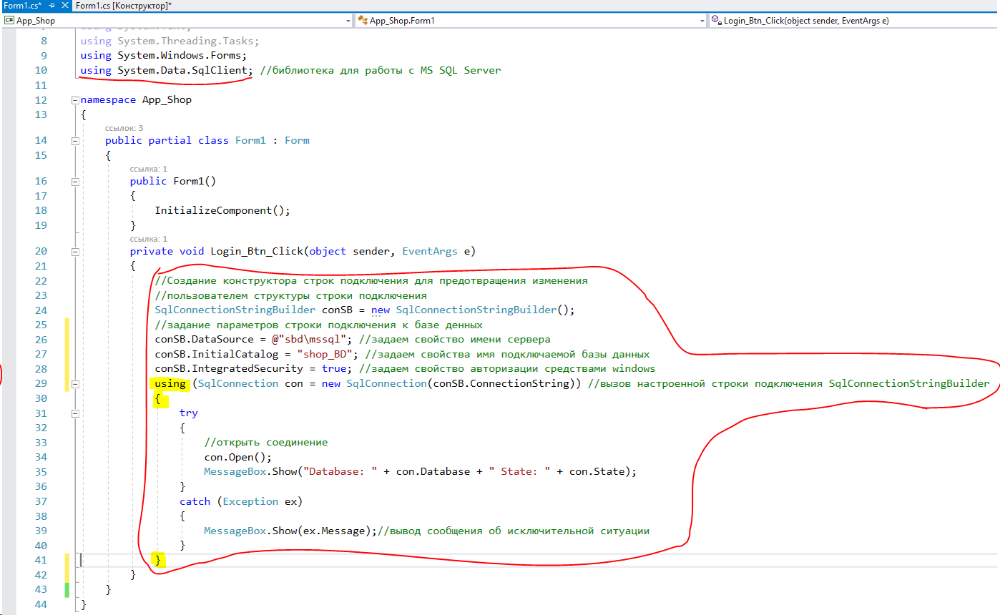 Form1.cs* Form1.cs [Конструктор]*
App_Shop App_Shop.Form1 Login_Btn_Click(object sender, EventArgs e)
8 using System.Threading.Tasks;
9 using System.Windows.Forms;
10 using System.Data.SqlClient; //библиотека для работы с MS SQL Server
11
12 namespace App_Shop
13 {
ссылок: 3
14 public partial class Form1 : Form
15 {
ссылка: 1
16 public Form1()
17 {
18 InitializeComponent();
19 }
ссылка: 1
20 private void Login_Btn_Click(object sender, EventArgs e)
21 {
22 //Создание конструктора строк подключения для предотвращения изменения
23 //пользователем структуры строки подключения
24 SqlConnectionStringBuilder conSB = new SqlConnectionStringBuilder();
25 //задание параметров строки подключения к базе денных
26 conSB.DataSource = @"sbd\mssql"; //задаем свойство имени сервера
27 conSB.InitialCatalog = "shop_BD"; //задаем свойства имя подключаемой базы данных
28 conSB.IntegratedSecurity = true; //задаем свойство авторизации средствами windows
29 using (SqlConnection con = new SqlConnection(conSB.ConnectionString)) //вызов настроенной строки подключения SqlConnectionStringBuilder
30 {
31 try
32 {
33 //открыть соединение
34 con.Open();
35 MessageBox.Show("Database: " + con.Database + " State: " + con.State);
36 }
37 catch (Exception ex)
38 {
39 MessageBox.Show(ex.Message);//вывод сообщения об исключительной ситуации
40 }
41 }
42 }
43 }
44 }